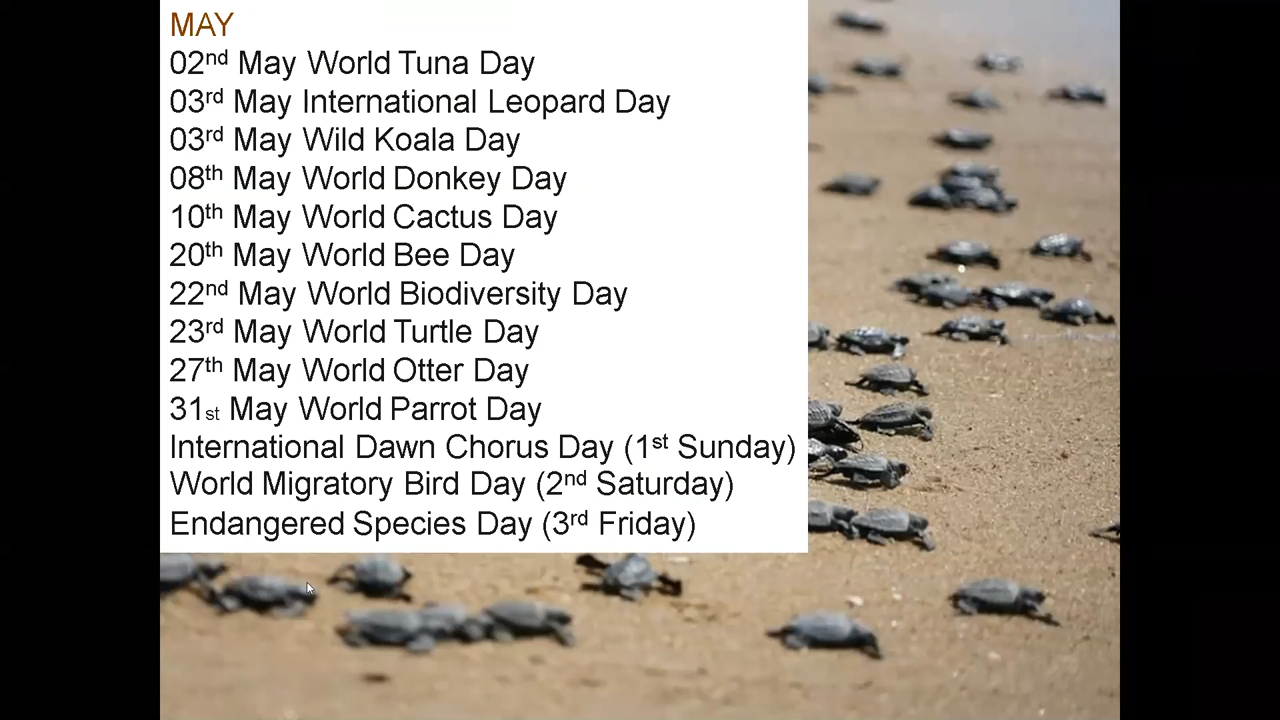 MAY
02nd May World Tuna Day
03rd May International Leopard Day
03rd May Wild Koala Day
08th May World Donkey Day
10th May World Cactus Day
20th May World Bee Day
22nd May World Biodiversity Day
23rd May World Turtle Day
27th May World Otter Day
31st May World Parrot Day
International Dawn Chorus Day (1st Sunday)
World Migratory Bird Day (2nd Saturday)
Endangered Species Day (3rd Friday)